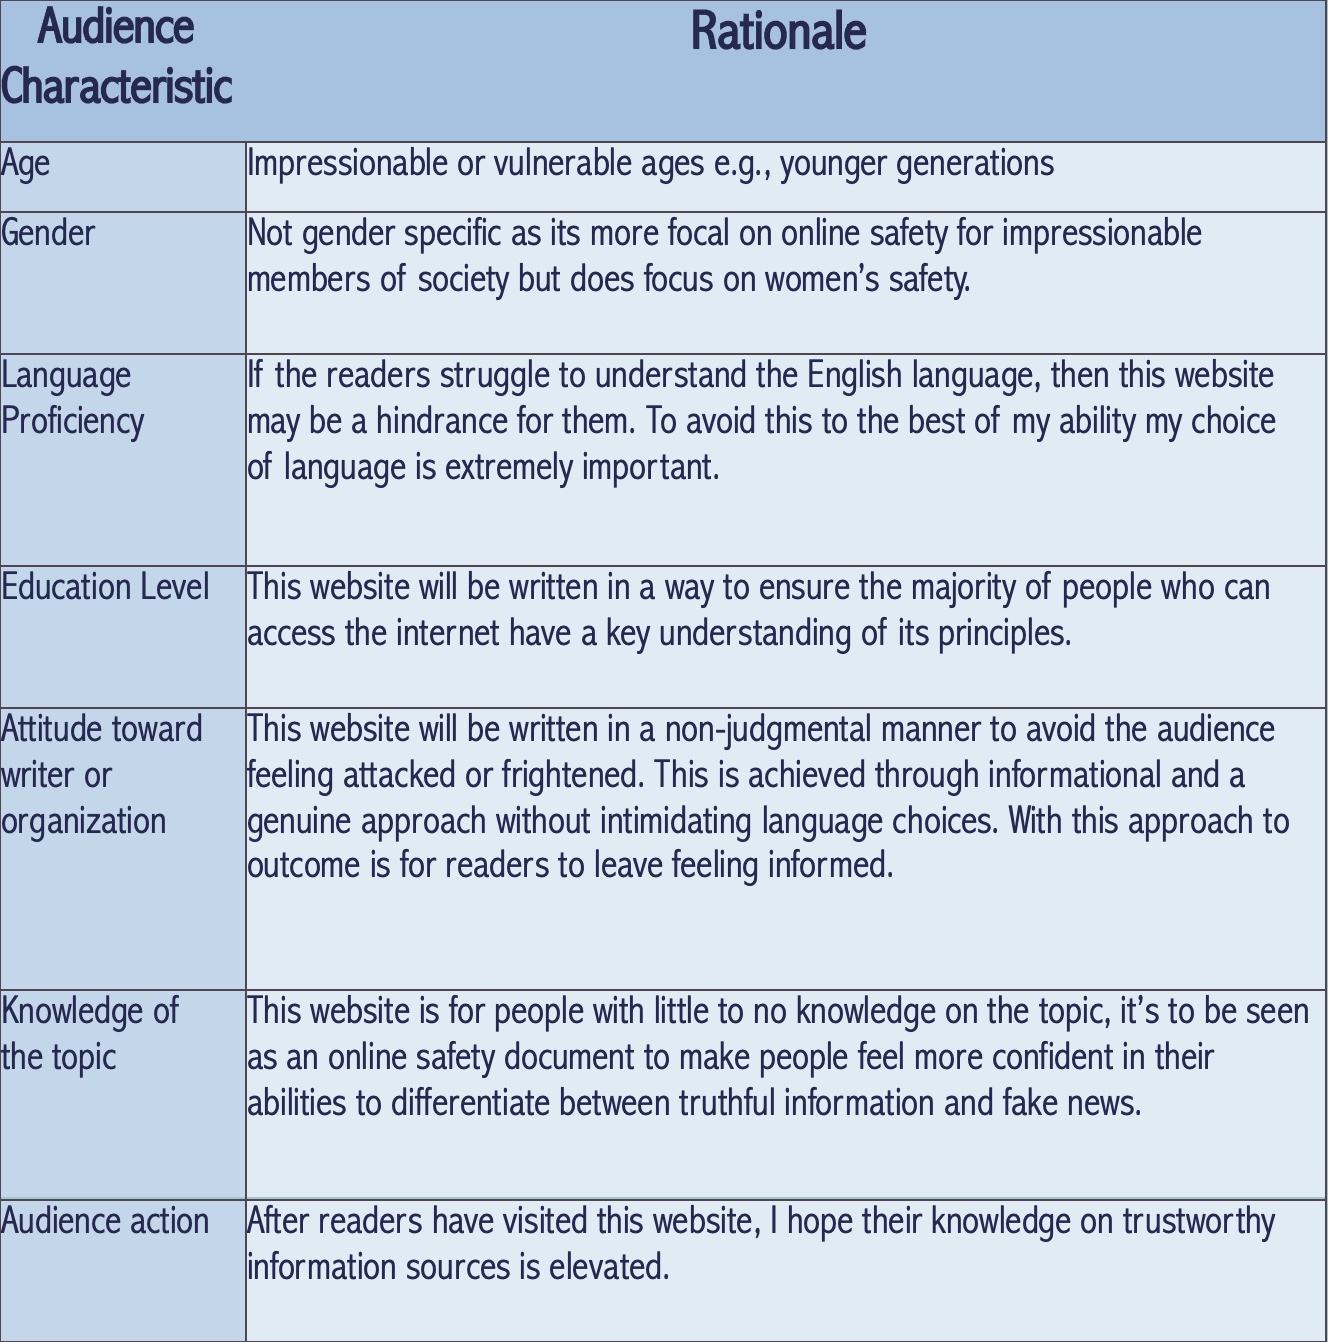 Audience
Characteristic
Rationale
Age
Impressionable or vulnerable ages e.g., younger generations
Gender
Not gender specific as its more focal on online safety for impressionable
members of society but does focus on women’s safety.
Language
Proficiency
If the readers struggle to understand the English language, then this website
may be a hindrance for them. To avoid this to the best of my ability my choice
of language is extremely important.
Education Level
This website will be written in a way to ensure the majority of people who can
access the internet have a key understanding of its principles.
Attitude toward
writer or
organization
This website will be written in a non-judgmental manner to avoid the audience
feeling attacked or frightened. This is achieved through informational and a
genuine approach without intimidating language choices. With this approach to
outcome is for readers to leave feeling informed.
Knowledge of
the topic
This website is for people with little to no knowledge on the topic, it’s to be seen
as an online safety document to make people feel more confident in their
abilities to differentiate between truthful information and fake news.
Audience action
After readers have visited this website, I hope their knowledge on trustworthy
information sources is elevated.